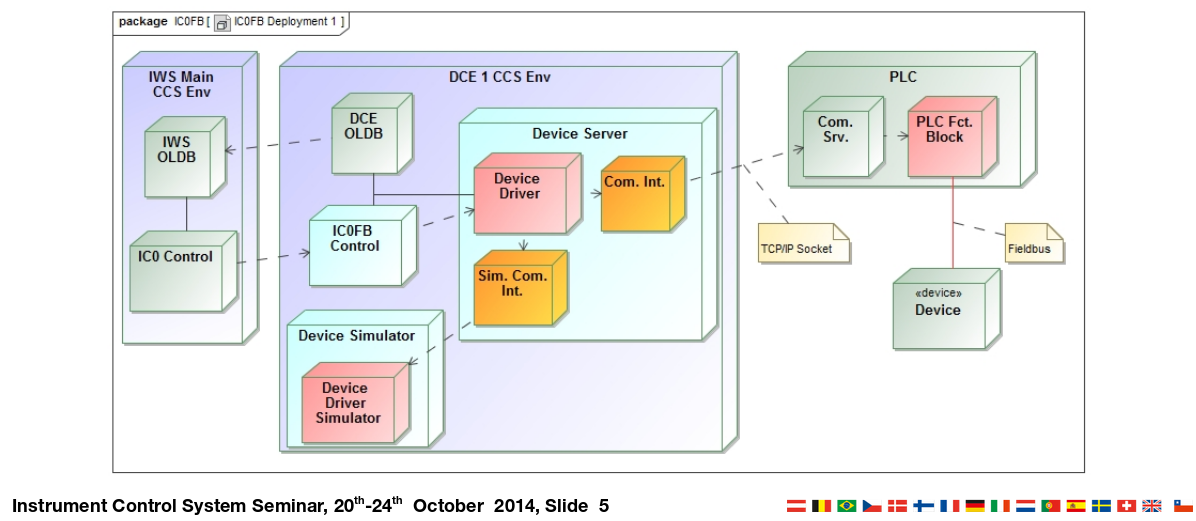 package IC0FB [ IC0FB Deployment 1 ]
IWS Main
CCS Env
IWS
OLDB
IC0 Control
DCE 1 CCS Env
DCE
OLDB
IC0FB
Control
Device Server
Device
Driver
Com. Int.
Sim. Com.
Int.
Device Simulator
Device
Driver
Simulator
PLC
Com.
Srv.
PLC Fct.
Block
TCP/IP Socket
Fieldbus
«device»
Device
Instrument Control System Seminar, 20th-24th October 2014, Slide 5